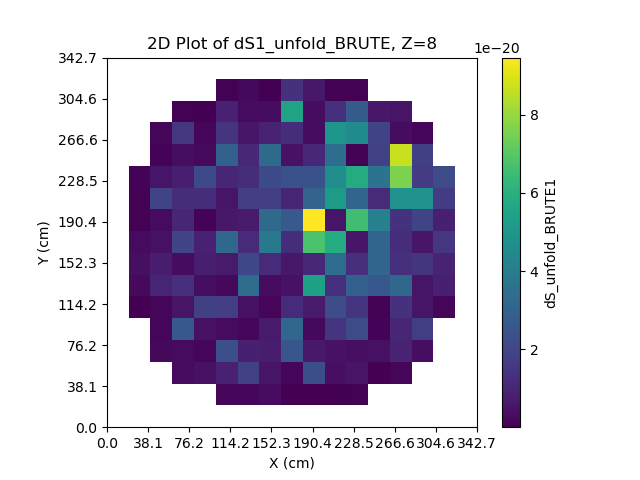 2D Plot of dS1_unfold_BRUTE, Z=8
1e−20
342.7
304.6
266.6
228.5
190.4
152.3
114.2
76.2
38.1
0.0
Y (cm)
0.0 38.1 76.2 114.2 152.3 190.4 228.5 266.6 304.6 342.7
X (cm)
8
6
4
2
dS_unfold_BRUTE1